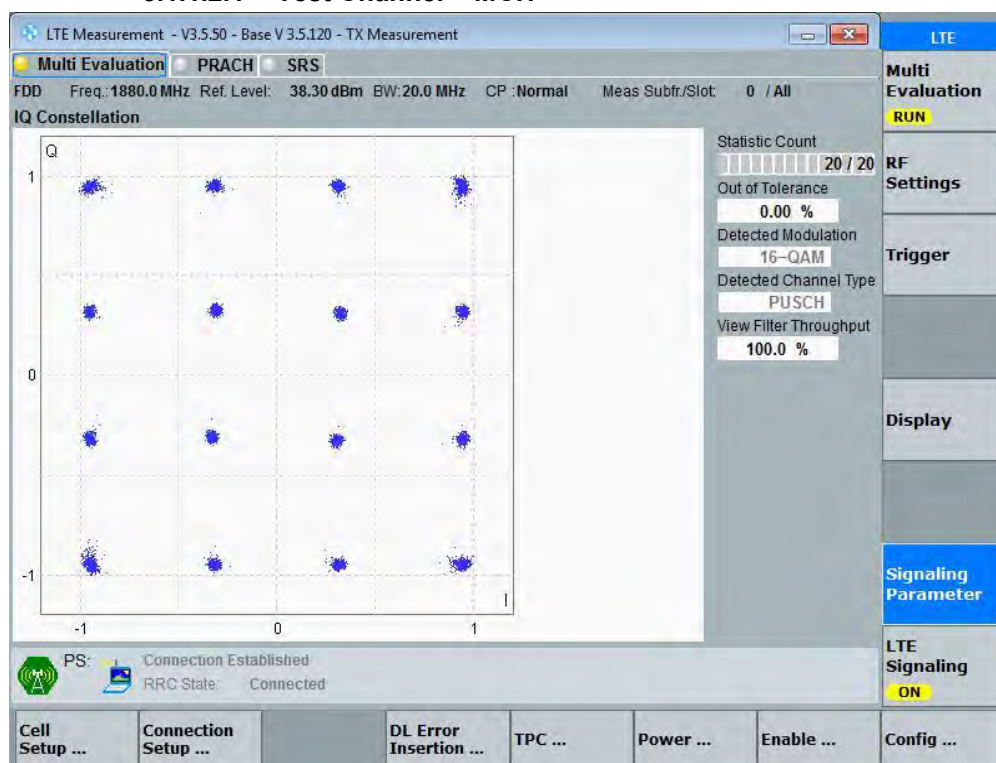 LTE Measurement - V3.5.50 - Base V 3.5.120 - TX Measurement
LTE
Multi Evaluation PRACH SRS
FDD Freq.:1880.0 MHz Ref. Level: 38.30 dBm BW:20.0 MHz CP :Normal Meas Subfr./Slot: 0 / All
IQ Constellation
Q
1
0
-1
-1 0 1
I
Statistic Count
20 / 20
Out of Tolerance
0.00 %
Detected Modulation
16-QAM
Detected Channel Type
PUSCH
View Filter Throughput
100.0 %
Multi
Evaluation
RUN
RF
Settings
Trigger
Display
Signaling
Parameter
LTE
Signaling
ON
PS: Connection Established
RRC State: Connected
Cell
Setup ...
Connection
Setup ...
DL Error
Insertion ...
TPC ...
Power ...
Enable ...
Config ...